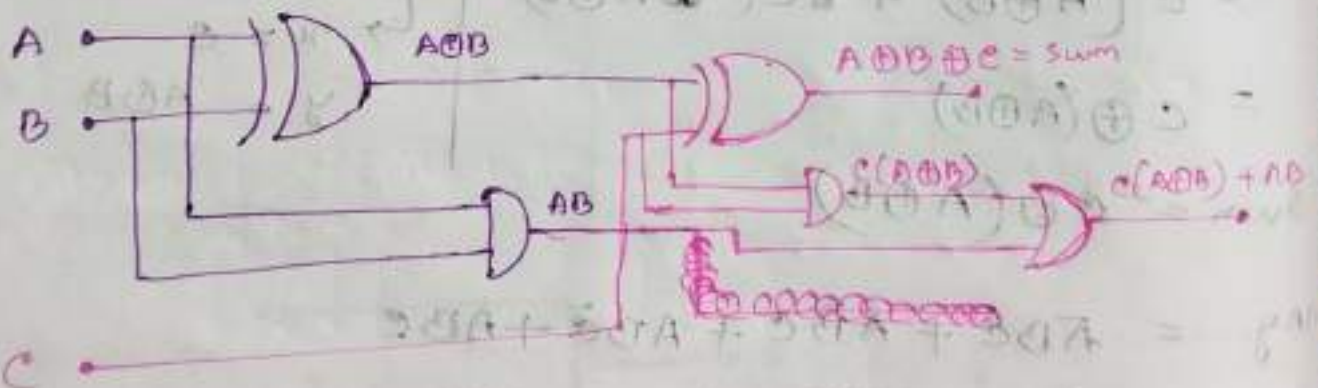 A
A⊕B
A⊕B⊕C = Sum
B
C(A⊕B)
C(A⊕B) + AB
AB
C